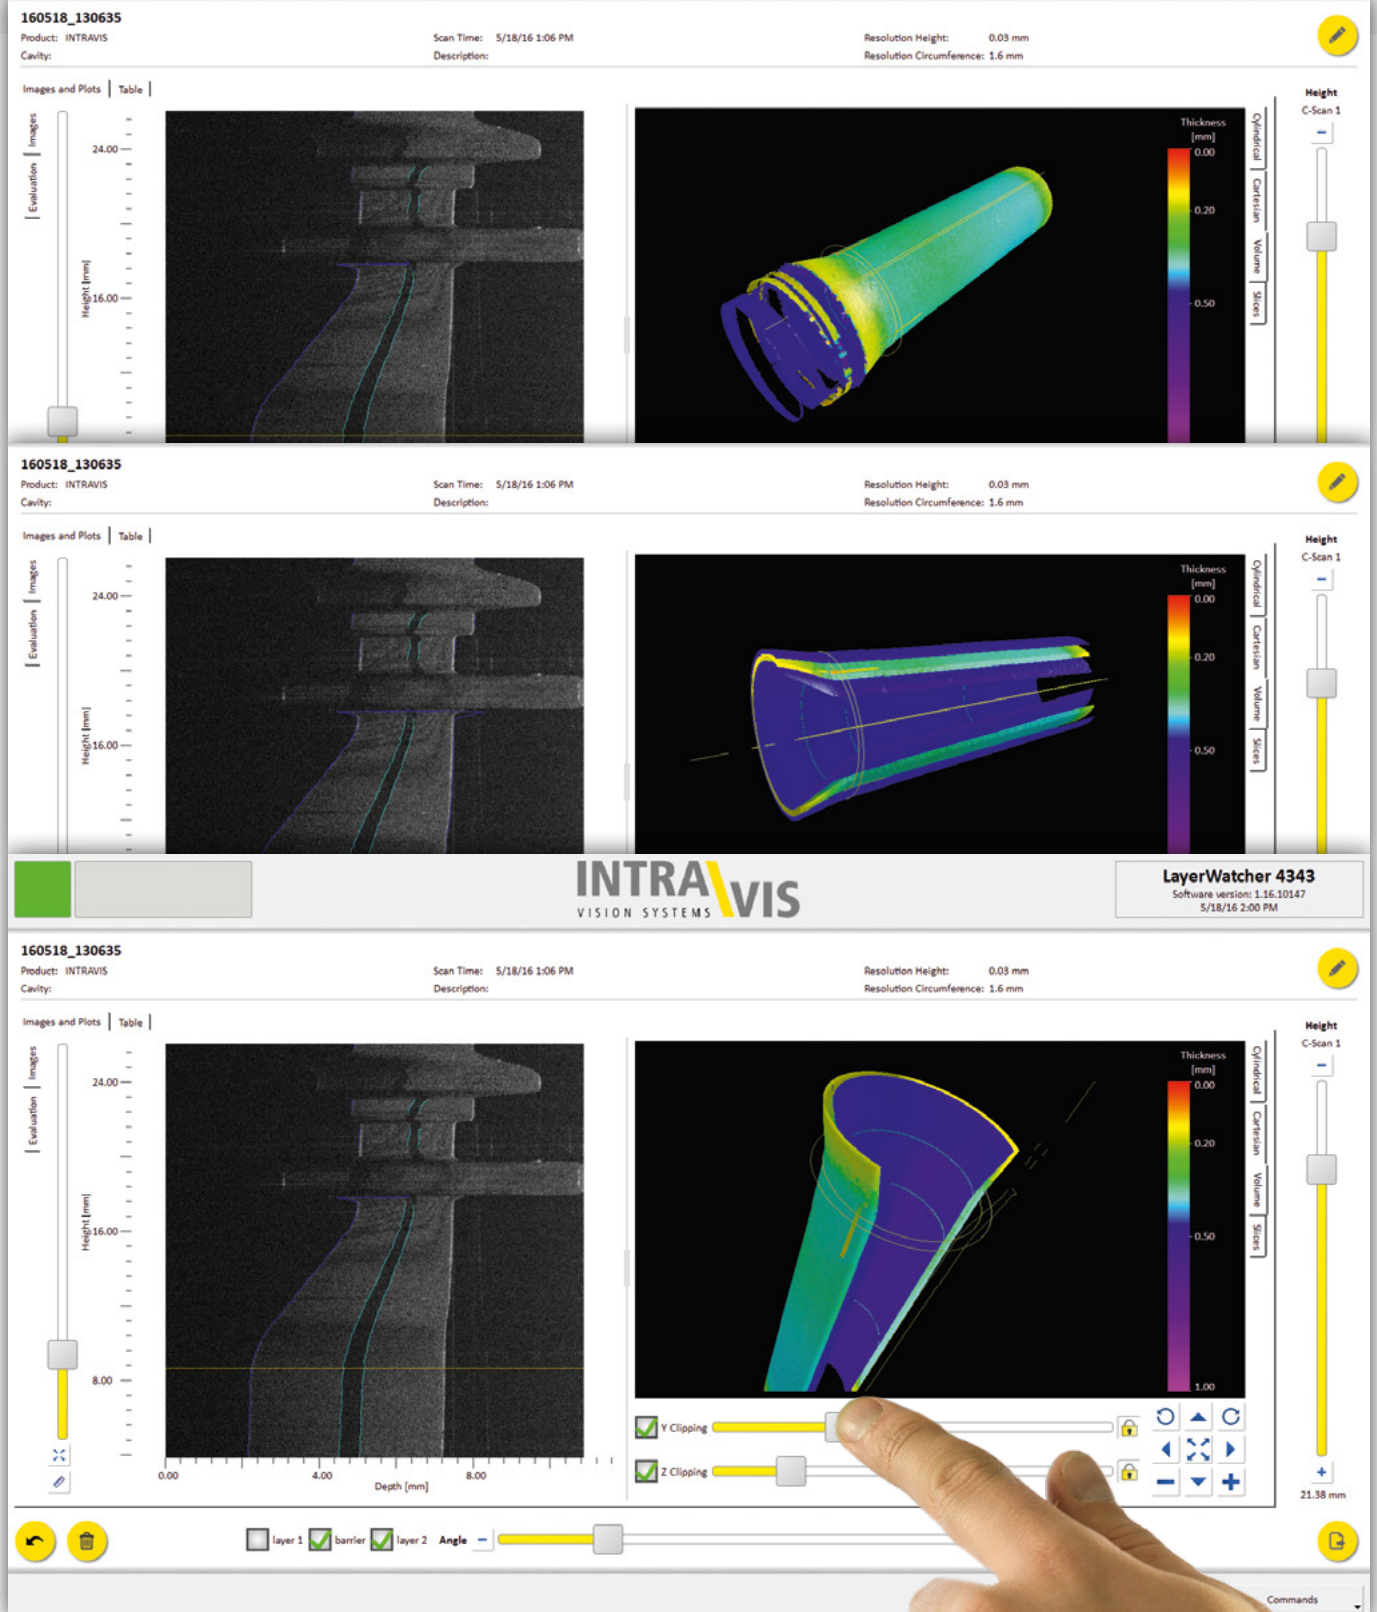 160518_130635
Product: INTRAVIS Scan Time: 5/18/16 1:06 PM Resolution Height: 0.03 mm
Cavity: Description: Resolution Circumference: 1.6 mm
Images and Plots Table Height
C-Scan 1
Images
Evaluation
24.00
Height [mm]
16.00
Thickness
[mm]
0.00
0.20
0.50
Cylindrical
Cartesian
Volume
Slices
160518_130635
Product: INTRAVIS Scan Time: 5/18/16 1:06 PM Resolution Height: 0.03 mm
Cavity: Description: Resolution Circumference: 1.6 mm
Images and Plots Table Height
C-Scan 1
Images
Evaluation
24.00
Height [mm]
16.00
Thickness
[mm]
0.00
0.20
0.50
Cylindrical
Cartesian
Volume
Slices
INTRAVIS
VISION SYSTEMS
LayerWatcher 4343
Software version: 1.16.10147
5/18/16 2:00 PM
160518_130635
Product: INTRAVIS Scan Time: 5/18/16 1:06 PM Resolution Height: 0.03 mm
Cavity: Description: Resolution Circumference: 1.6 mm
Images and Plots Table Height
C-Scan 1
Images
Evaluation
24.00
Height [mm]
16.00
8.00
0.00 4.00 8.00
Depth [mm]
Thickness
[mm]
0.00
0.20
0.50
1.00
Cylindrical
Cartesian
Volume
Slices
Y Clipping
Z Clipping
21.38 mm
layer 1 barrier layer 2 Angle
Commands